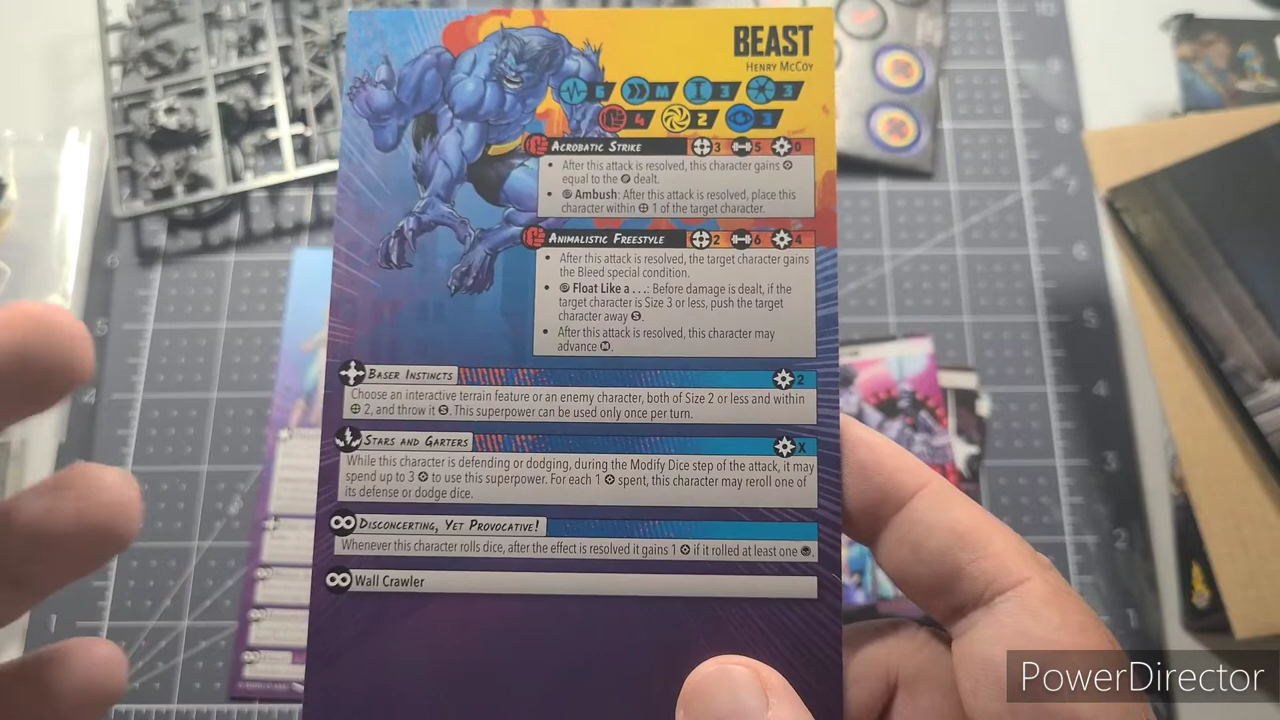 BEAST
HENRY MCCOY
6 M 3 3
4 2 3
ACROBATIC STRIKE 3 5 0
• After this attack is resolved, this character gains
equal to the dealt.
• Ambush: After this attack is resolved, place this
character within 1 of the target character.
ANIMALISTIC FREESTYLE 2 6 4
• After this attack is resolved, the target character gains
the Bleed special condition.
• Float Like a . . .: Before damage is dealt, if the
target character is Size 3 or less, push the target
character away S.
• After this attack is resolved, this character may
advance M.
BASER INSTINCTS 2
Choose an interactive terrain feature or an enemy character, both of Size 2 or less and within
2, and throw it S. This superpower can be used only once per turn.
STARS AND GARTERS X
While this character is defending or dodging, during the Modify Dice step of the attack, it may
spend up to 3 to use this superpower. For each 1 spent, this character may reroll one of
its defense or dodge dice.
DISCONCERTING, YET PROVOCATIVE!
Whenever this character rolls dice, after the effect is resolved it gains 1 if it rolled at least one .
Wall Crawler
10
7
5
5
4
3
2
1
1
PowerDirector